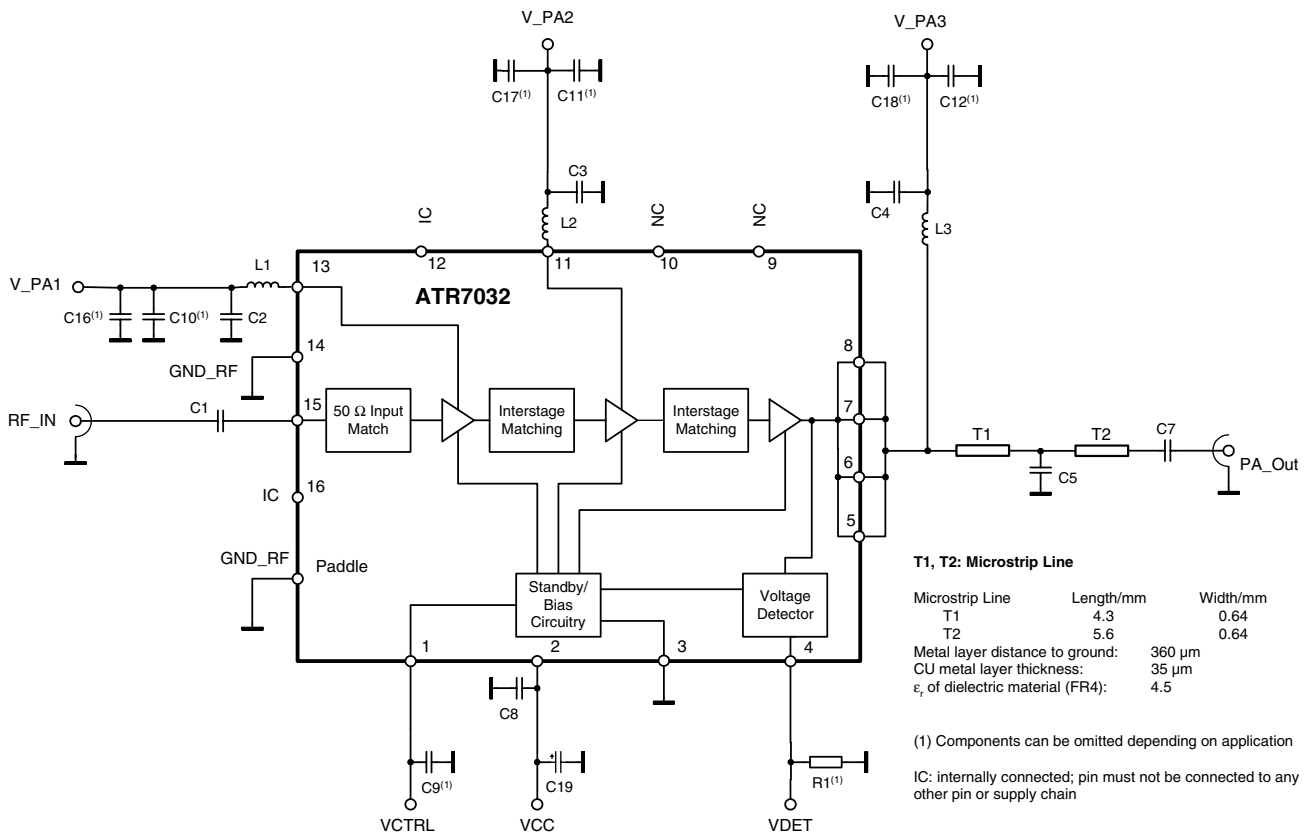 V_PA2
V_PA3
C17(1)
C11(1)
C18(1)
C12(1)
C3
C4
IC
L2
NC
NC
L3
12
11
10
9
V_PA1
L1
13
ATR7032
C16(1)
C10(1)
C2
14
GND_RF
8
RF_IN
C1
15
50 Ω Input
Match
Interstage
Matching
Interstage
Matching
7
T1
T2
C7
PA_Out
C5
16
IC
6
5
GND_RF
Paddle
Standby/
Bias
Circuitry
Voltage
Detector
1
2
3
4
C8
C9(1)
C19
R1(1)
VCTRL
VCC
VDET
T1, T2: Microstrip Line
Microstrip Line Length/mm Width/mm
T1 4.3 0.64
T2 5.6 0.64
Metal layer distance to ground: 360 µm
CU metal layer thickness: 35 µm
εr of dielectric material (FR4): 4.5
(1) Components can be omitted depending on application
IC: internally connected; pin must not be connected to any
other pin or supply chain